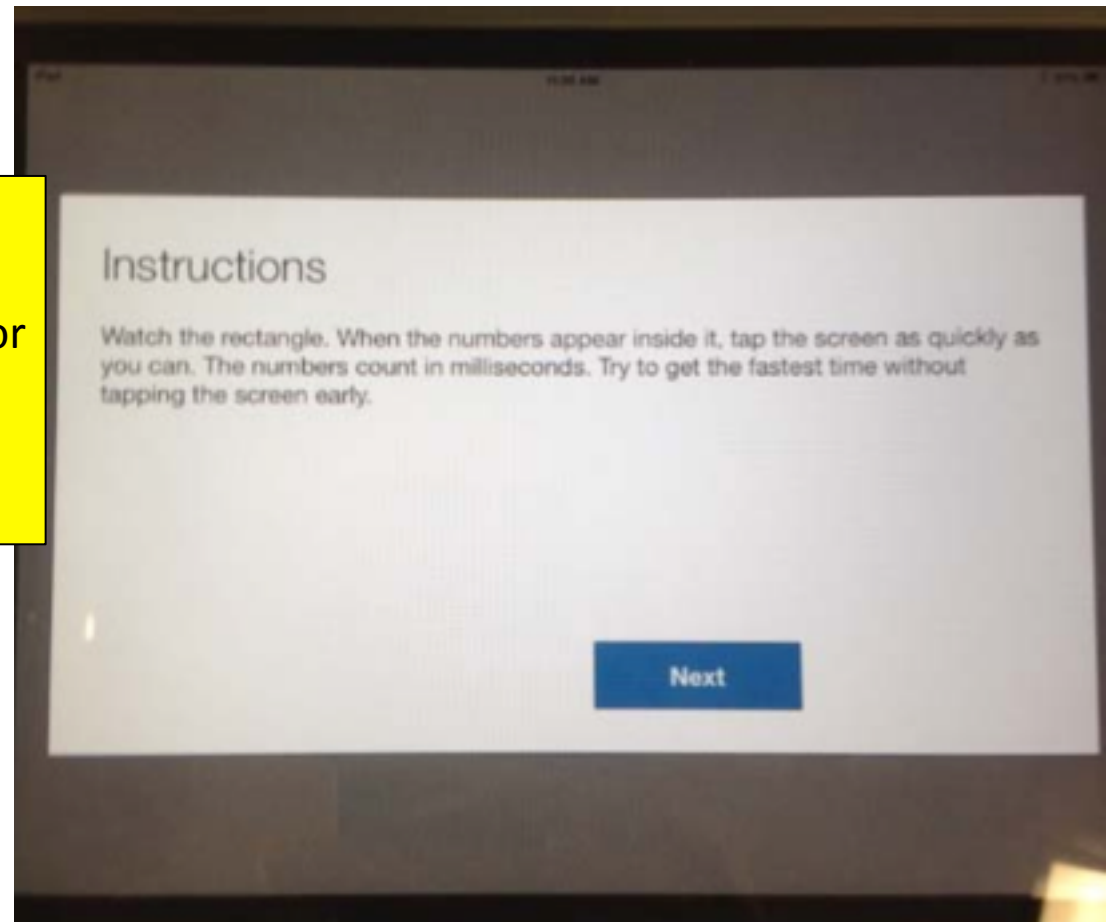 iPad
or
Instructions
Watch the rectangle. When the numbers appear inside it, tap the screen as quickly as
you can. The numbers count in milliseconds. Try to get the fastest time without
tapping the screen early.
Next